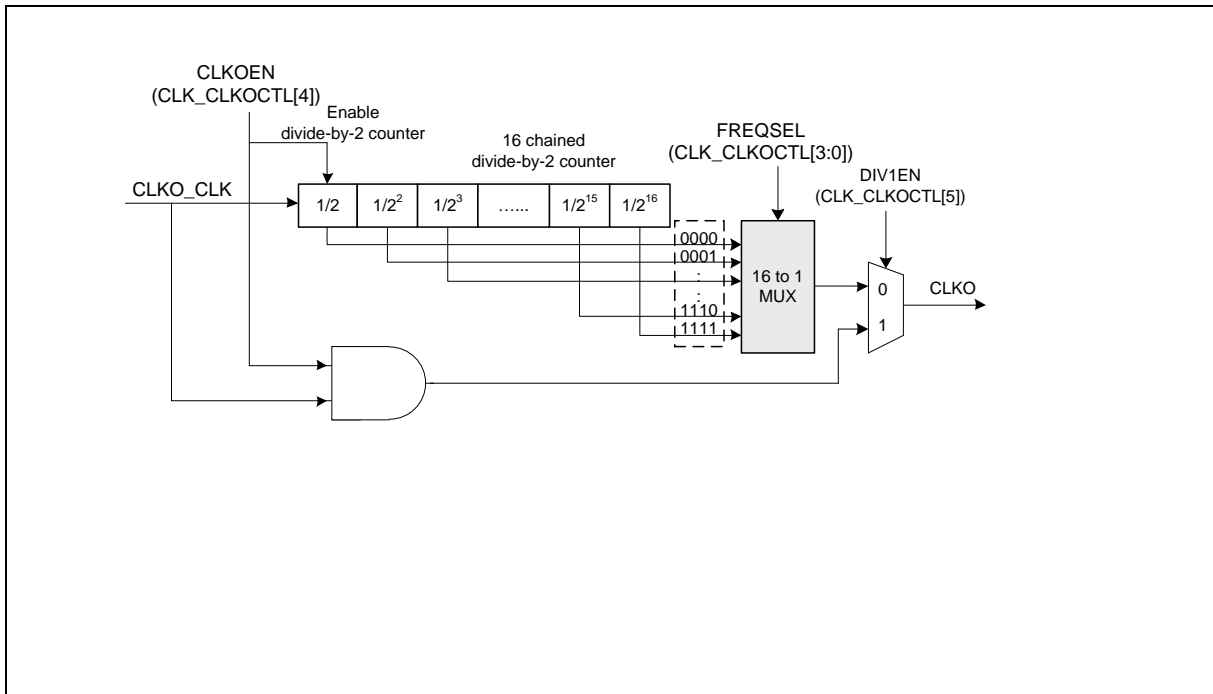 CLKOEN
(CLK_CLKOCTL[4])
Enable
divide-by-2 counter
16 chained
divide-by-2 counter
FREQSEL
(CLK_CLKOCTL[3:0])
DIV1EN
(CLK_CLKOCTL[5])
CLKO_CLK
1/2 1/2² 1/2³ …... 1/2¹⁵ 1/2¹⁶
0000
0001
:
:
1110
1111
16 to 1
MUX
0
1
CLKO